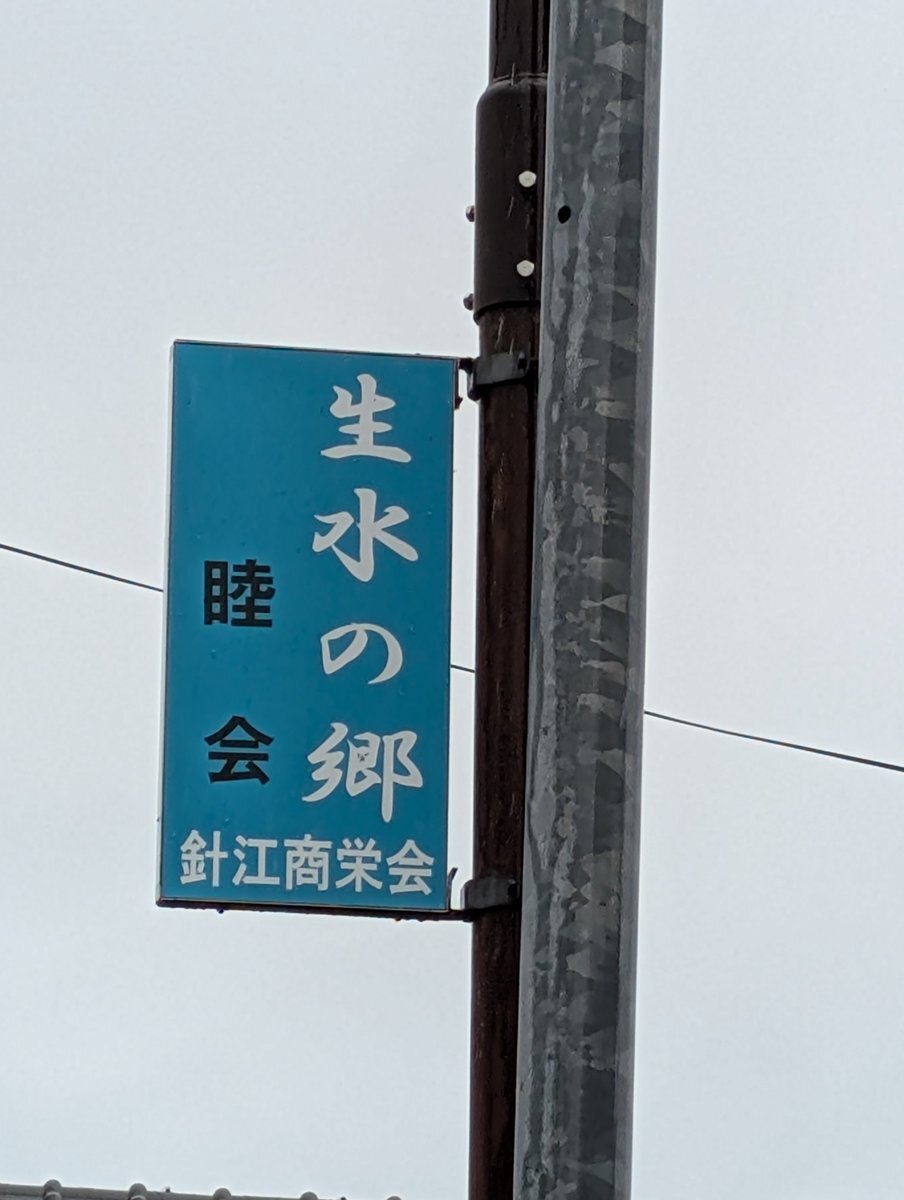 生水の郷
睦会
針江商栄会